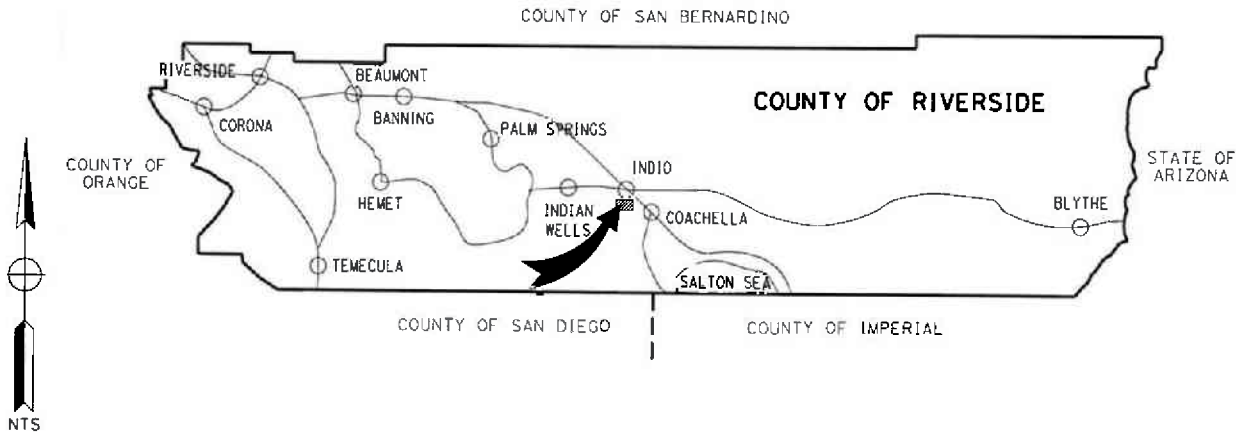 COUNTY OF SAN BERNARDINO
RIVERSIDE
BEAUMONT
COUNTY OF RIVERSIDE
CORONA
BANNING
PALM SPRINGS
COUNTY OF
ORANGE
INDIO
STATE OF
ARIZONA
HEMET
INDIAN
WELLS
COACHELLA
BLYTHE
TEMECULA
SALTON SEA
COUNTY OF SAN DIEGO
COUNTY OF IMPERIAL
NTS